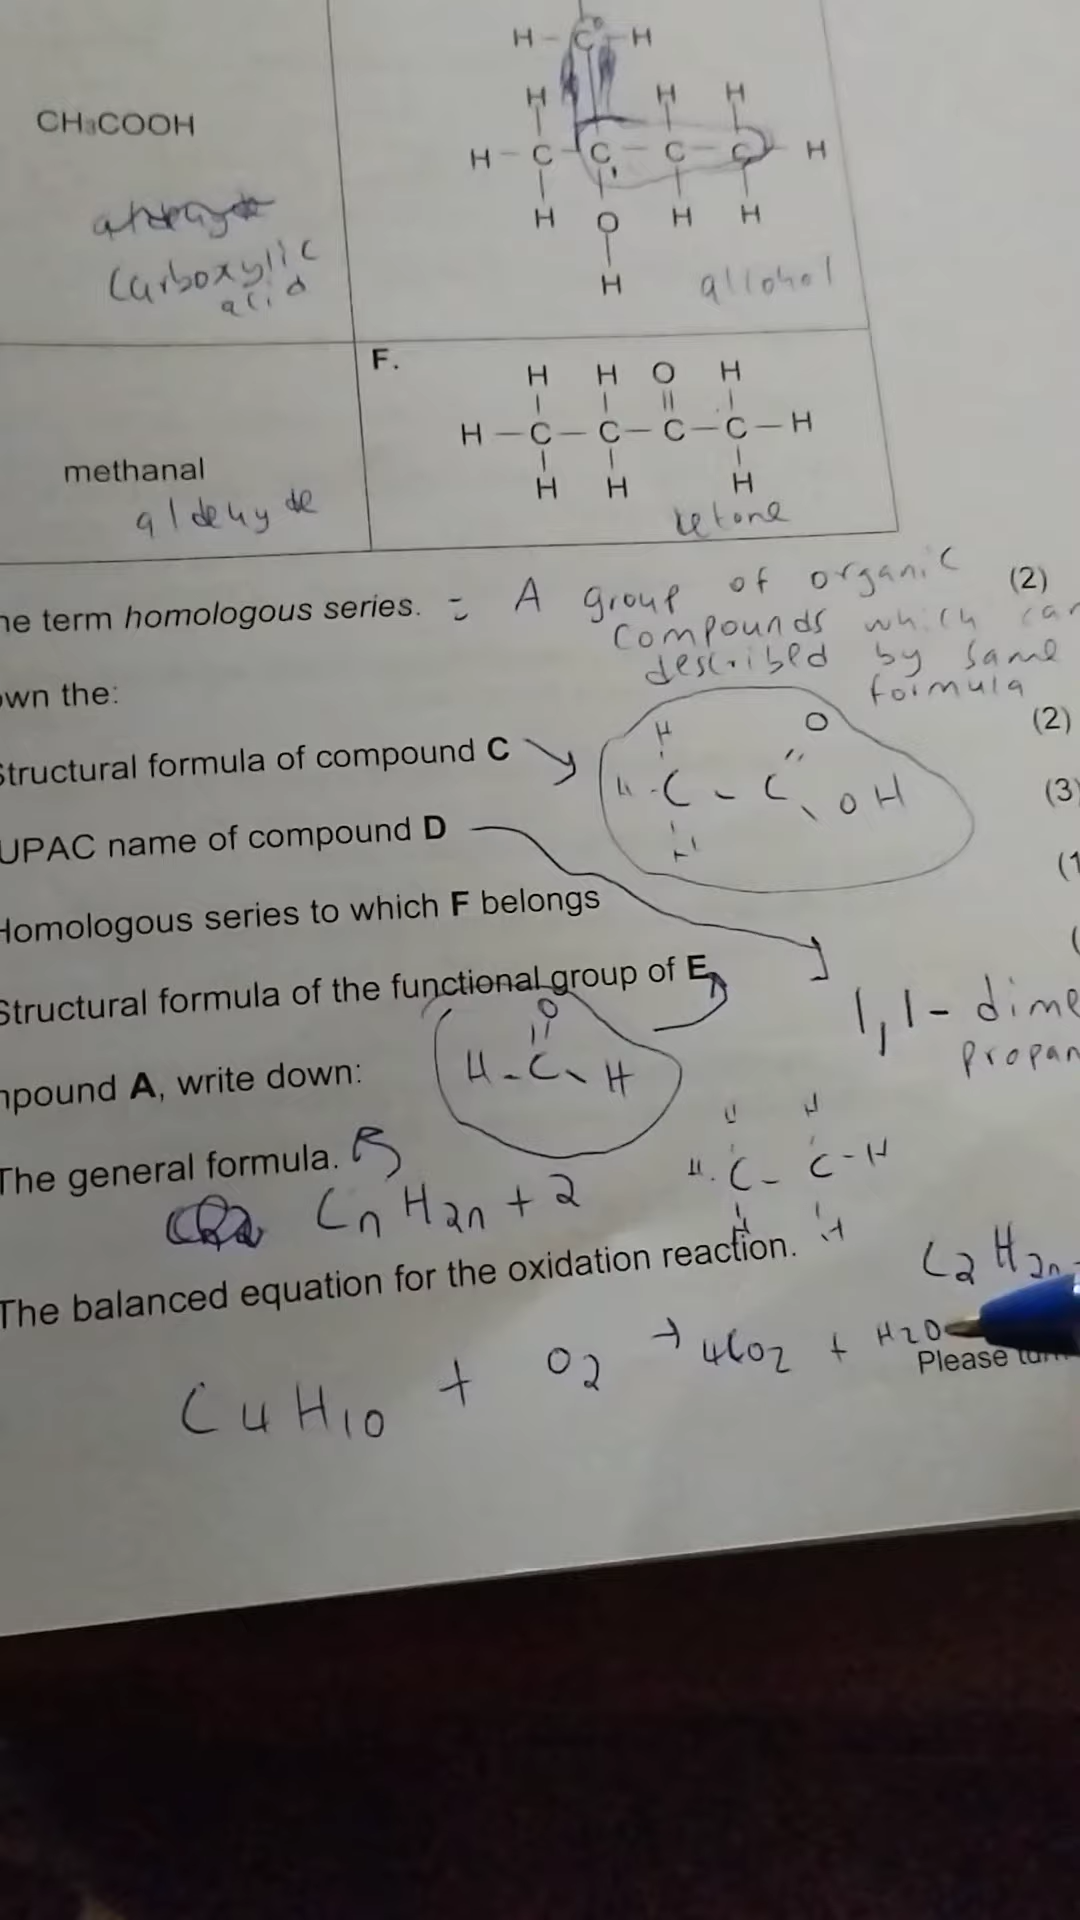 H - C - H
CH3COOH
H H H
H - C - C - C - C - H
H O H H
H
carboxylic
acid
alcohol
F.
H H O H
H - C - C - C - C - H
H H H
methanal
aldehyde
ketone
he term homologous series. = A group of organic (2)
compounds which can
described by same
formula
own the:
(2)
H O
Structural formula of compound C
H - C - C
OH
H
(3)
UPAC name of compound D
(1
Homologous series to which F belongs
(
Structural formula of the functional group of E
1,1- dime
propan
O
H - C - H
mpound A, write down:
H H
H - C - C - H
H H
The general formula.
CnH2n+2
The balanced equation for the oxidation reaction.
C2H2n
C4H10 + O2 → 4CO2 + H2O
Please turn